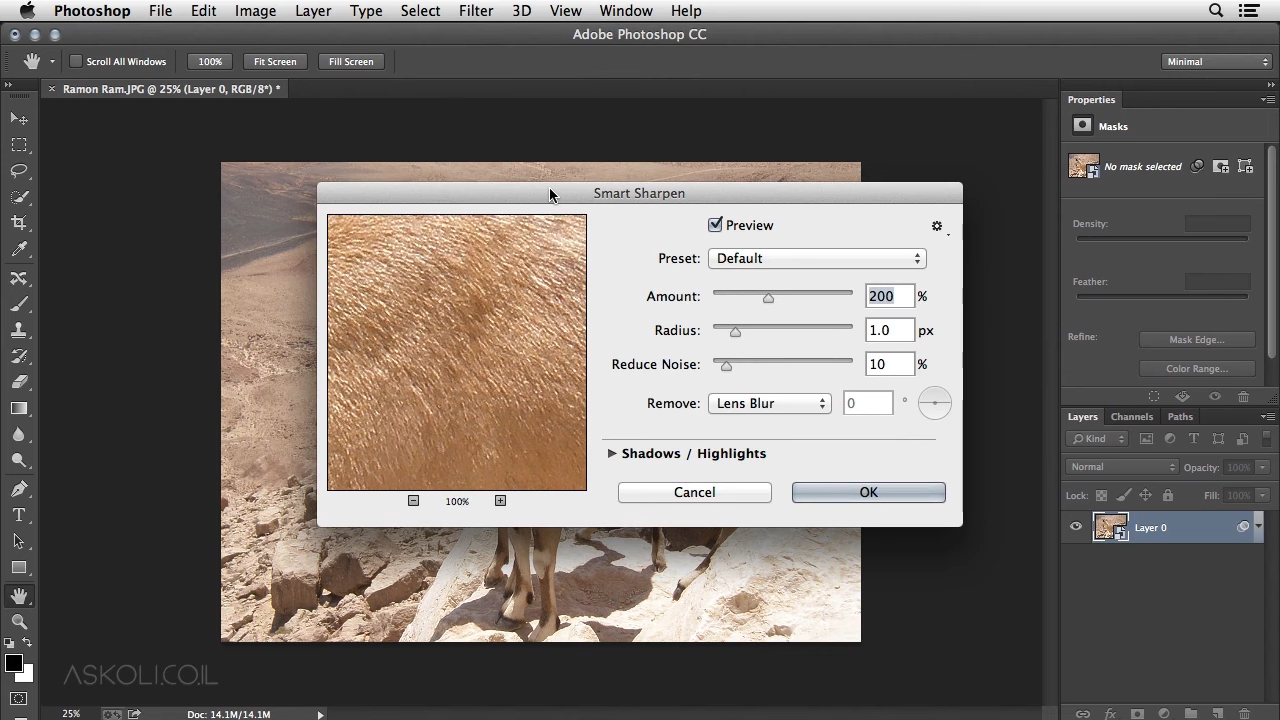 Photoshop File Edit Image Layer Type Select Filter 3D View Window Help
Adobe Photoshop CC
Scroll All Windows 100% Fit Screen Fill Screen Minimal
× Ramon Ram.JPG @ 25% (Layer 0, RGB/8*) *
Properties
Masks
No mask selected
Density:
Feather:
Refine: Mask Edge...
Color Range...
Smart Sharpen
Preview
Preset: Default
Amount: 200 %
Radius: 1.0 px
Reduce Noise: 10 %
Remove: Lens Blur 0 °
Shadows / Highlights
Cancel OK
100%
Layers Channels Paths
Kind
Normal Opacity: 100%
Lock: Fill: 100%
Layer 0
ASKOLI.CO.IL
25% Doc: 14.1M/14.1M